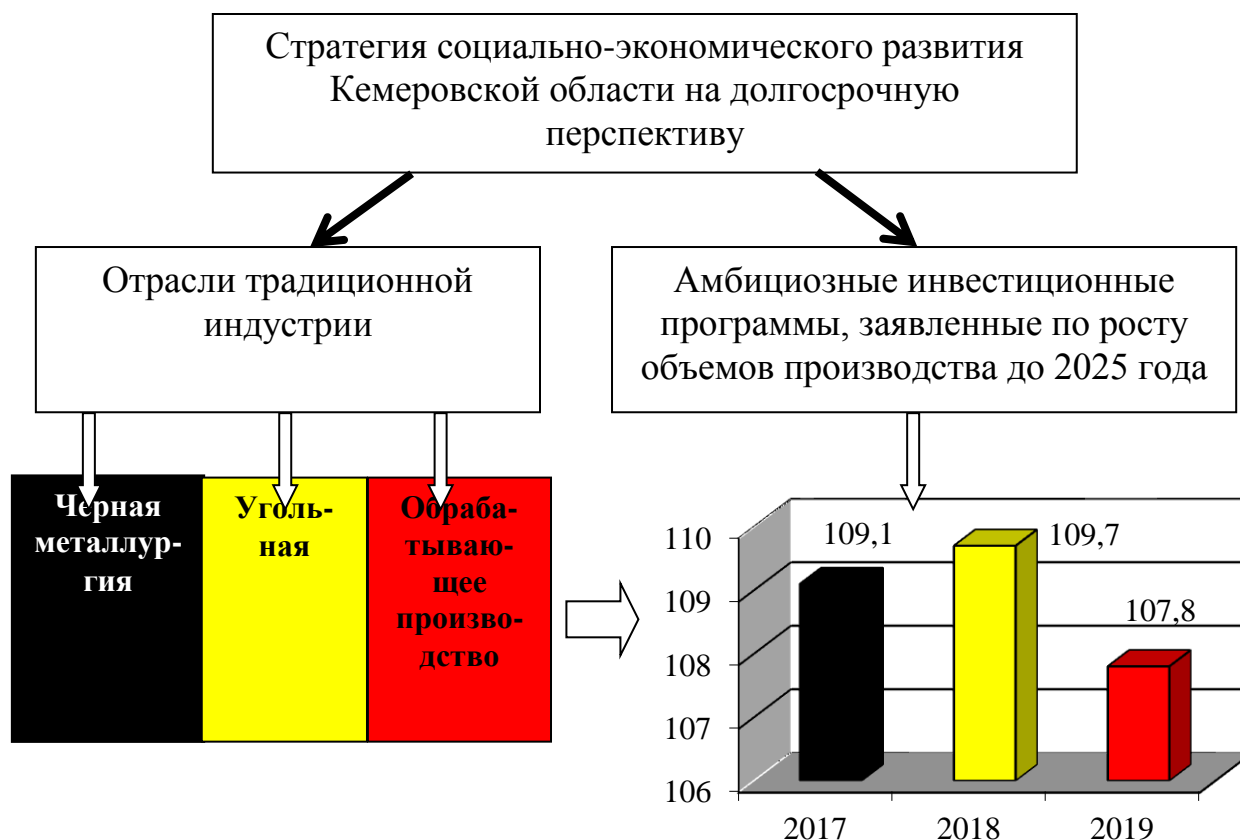 Стратегия социально-экономического развития
Кемеровской области на долгосрочную
перспективу
Отрасли традиционной
индустрии
Амбициозные инвестиционные
программы, заявленные по росту
объемов производства до 2025 года
Черная
металлур-
гия
Уголь-
ная
Обраба-
тываю-
щее
произво-
дство
110
109
108
107
106
109,1
109,7
107,8
2017
2018
2019